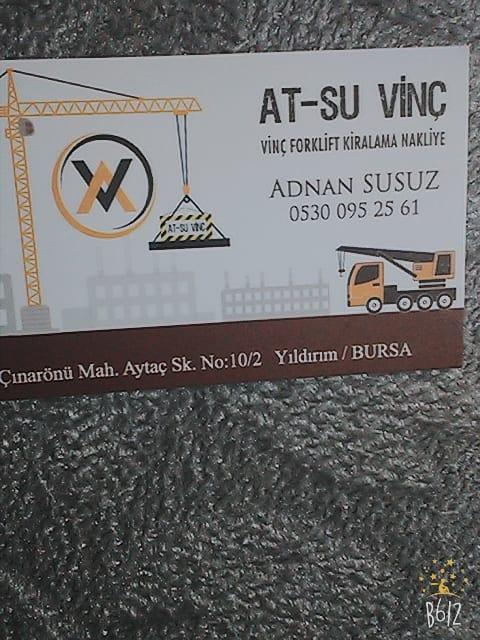 AT-SU VİNÇ
VİNÇ FORKLİFT KİRALAMA NAKLİYE
ADNAN SUSUZ
0530 095 25 61
AT-SU VİNÇ
Çınarönü Mah. Aytaç Sk. No:10/2 Yıldırım / BURSA
B612